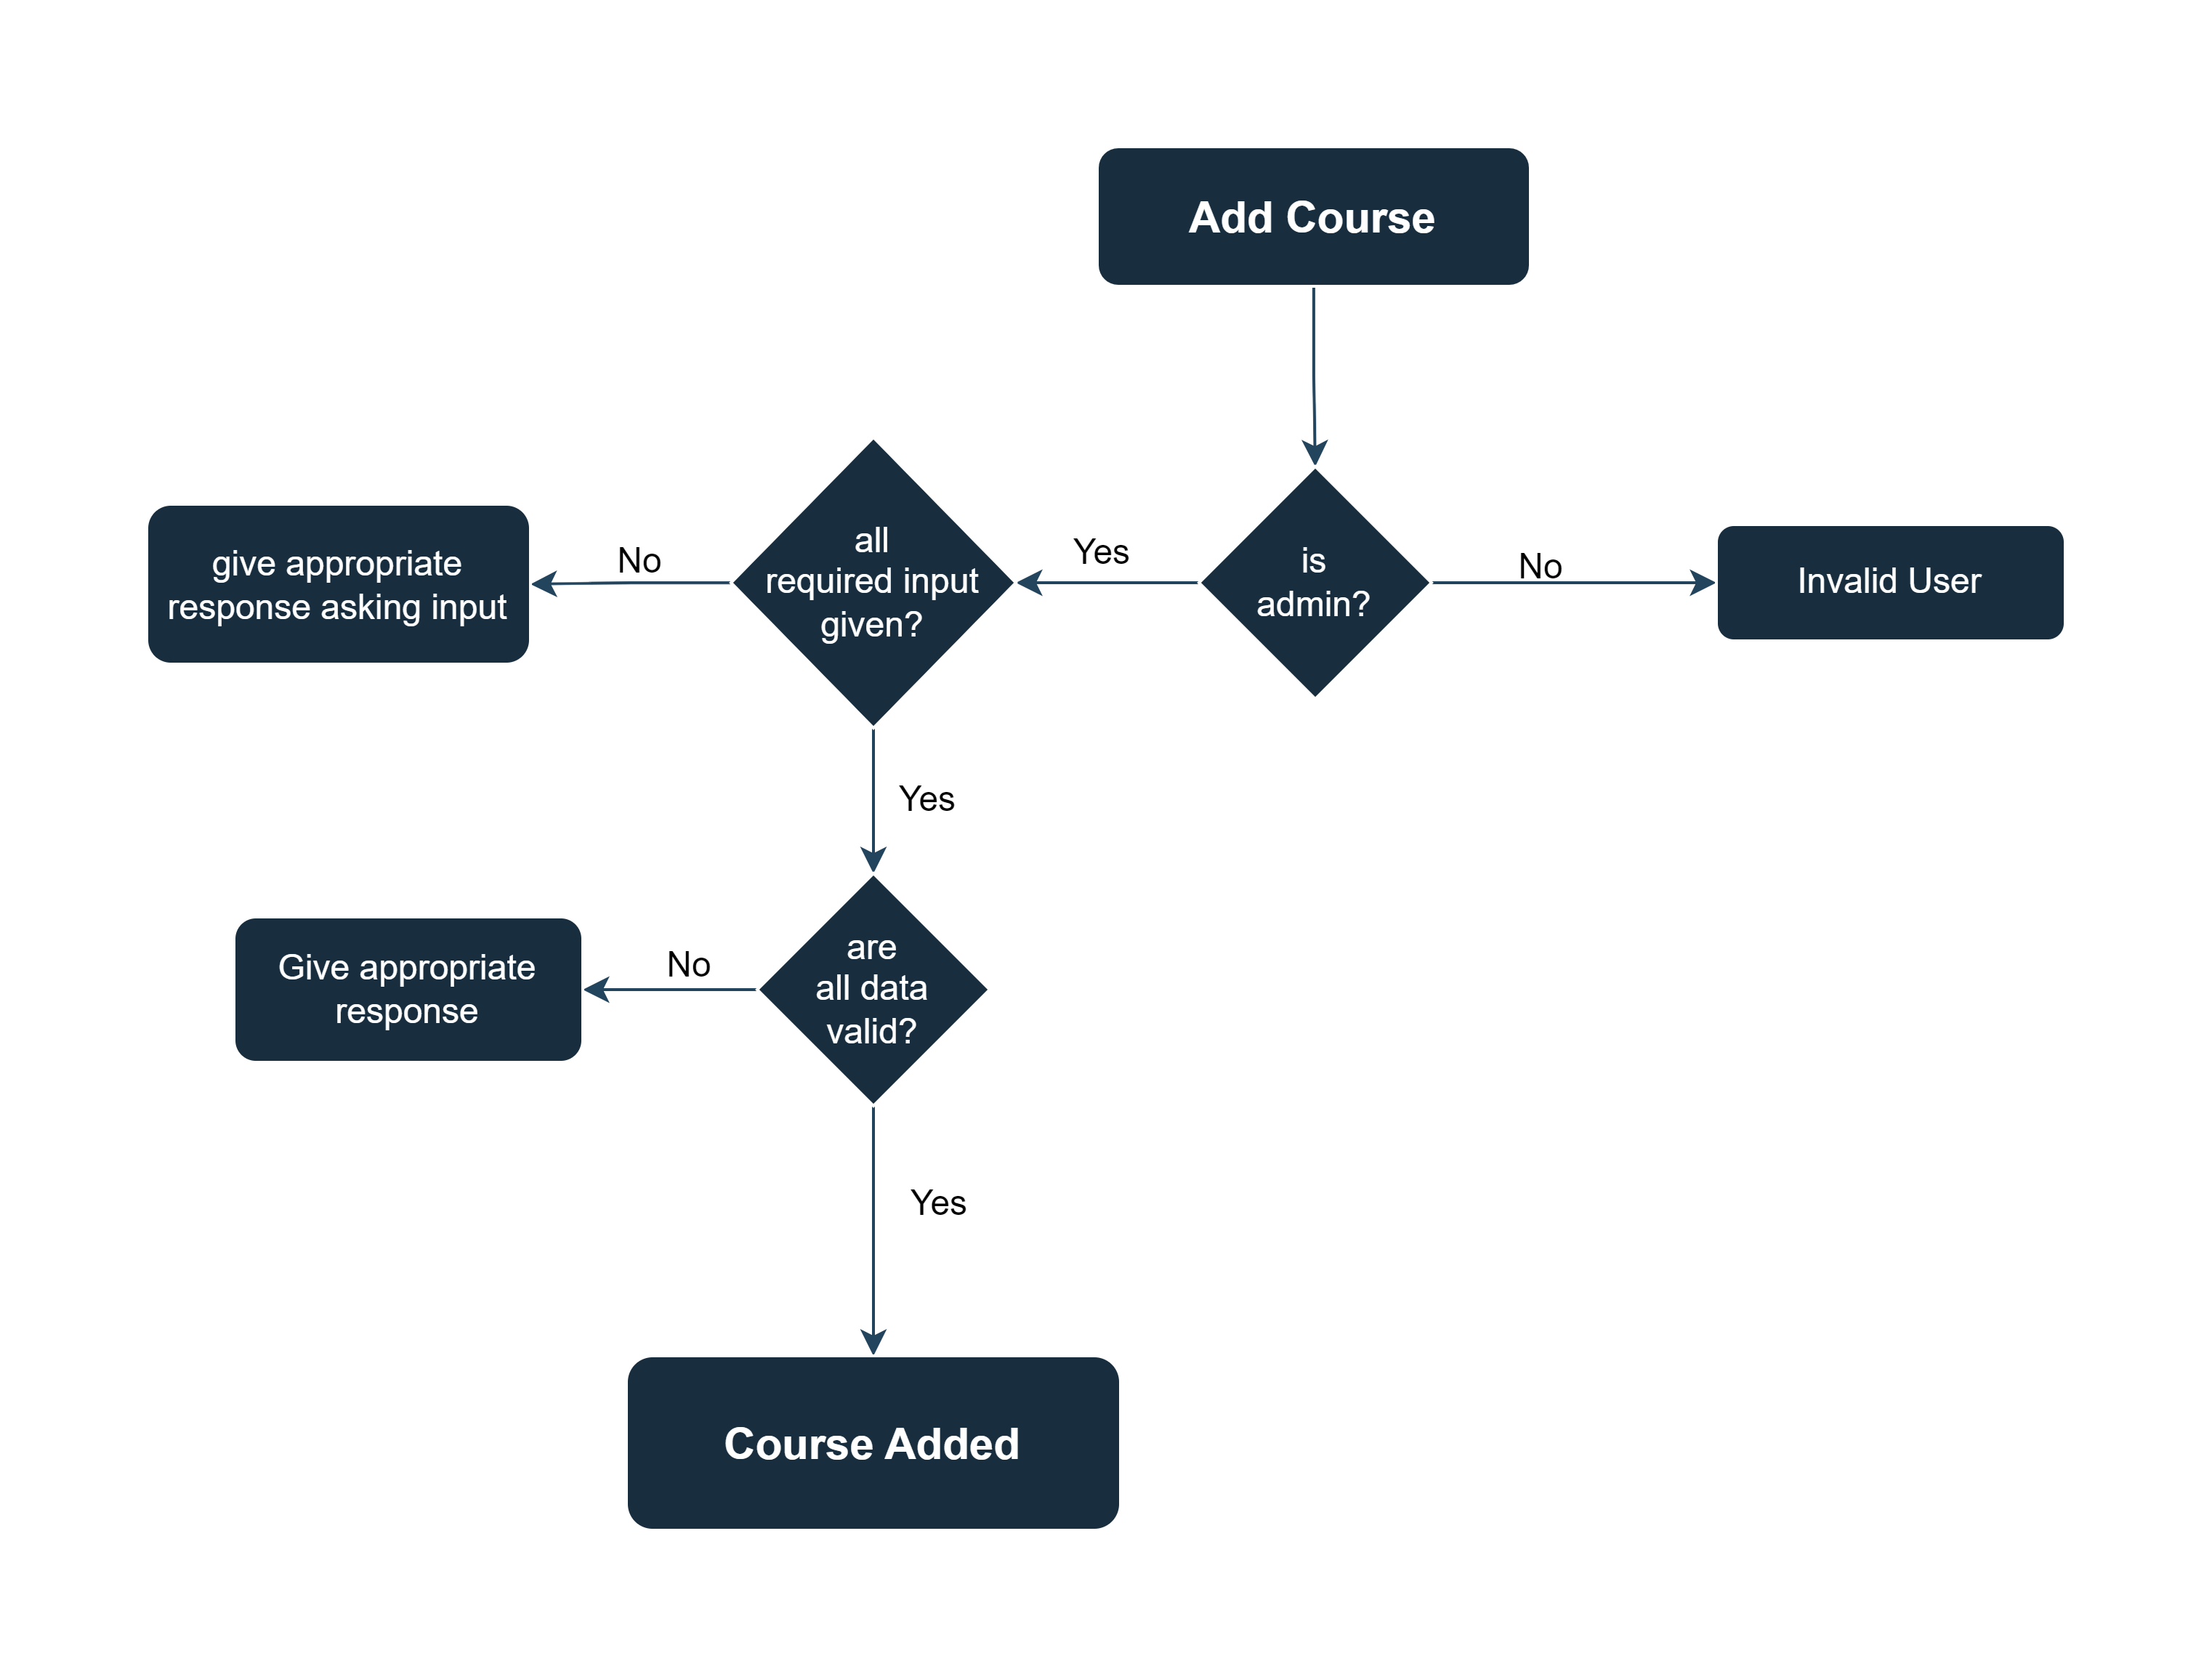 Add Course
is
admin?
Yes
No
Invalid User
all
required input
given?
No
give appropriate
response asking input
Yes
are
all data
valid?
No
Give appropriate
response
Yes
Course Added